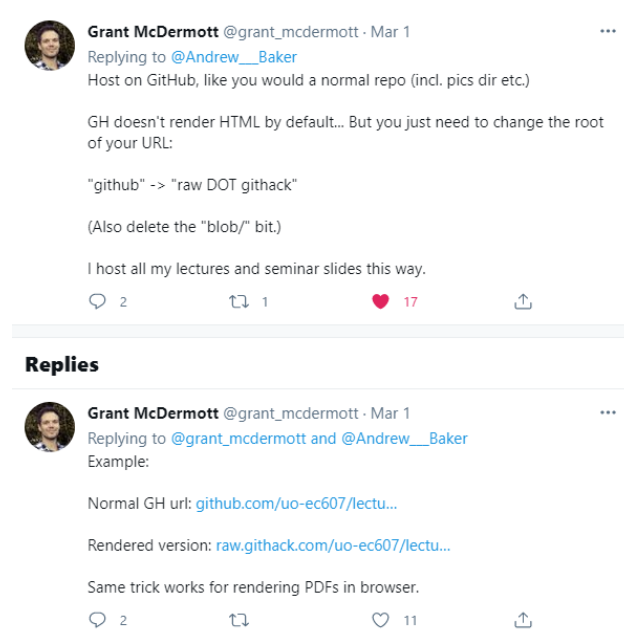 Grant McDermott @grant_mcdermott · Mar 1
Replying to @Andrew___Baker
Host on GitHub, like you would a normal repo (incl. pics dir etc.)
GH doesn't render HTML by default... But you just need to change the root
of your URL:
"github" -> "raw DOT githack"
(Also delete the "blob/" bit.)
I host all my lectures and seminar slides this way.
2 1 17
Replies
Grant McDermott @grant_mcdermott · Mar 1
Replying to @grant_mcdermott and @Andrew___Baker
Example:
Normal GH url: github.com/uo-ec607/lectu...
Rendered version: raw.githack.com/uo-ec607/lectu...
Same trick works for rendering PDFs in browser.
2 11